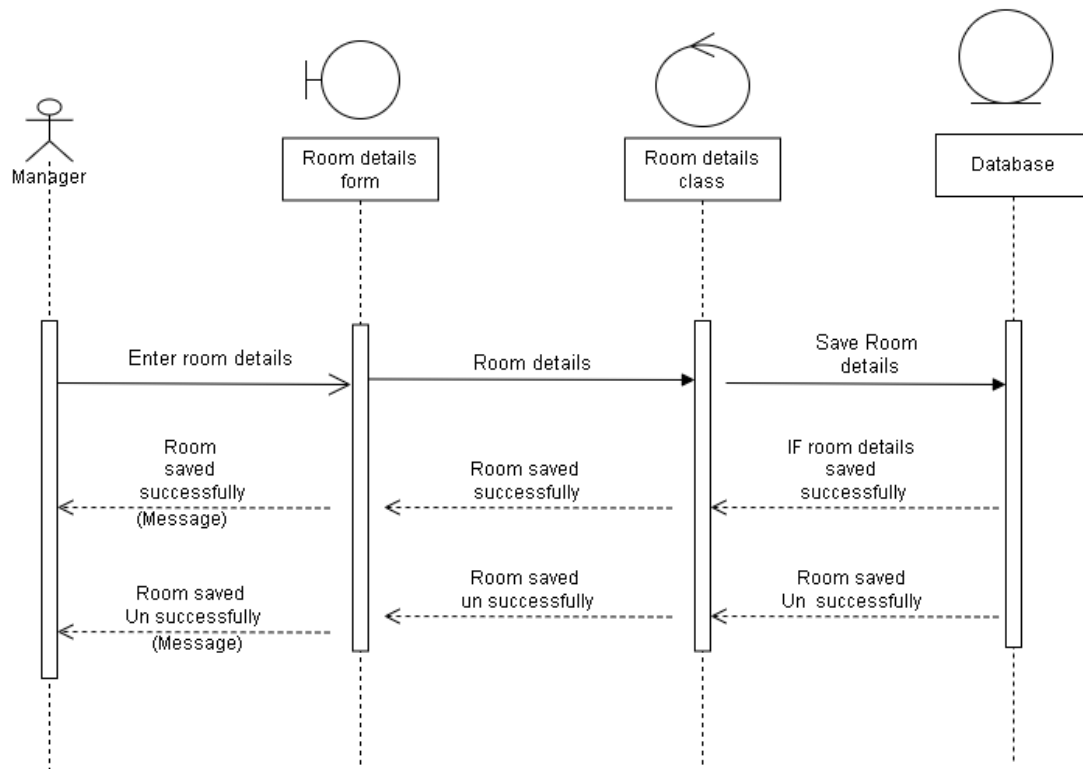 Manager
Room details
form
Room details
class
Database
Enter room details
Room details
Save Room
details
Room
saved
successfully
(Message)
Room saved
successfully
IF room details
saved
successfully
Room saved
Un successfully
(Message)
Room saved
un successfully
Room saved
Un successfully